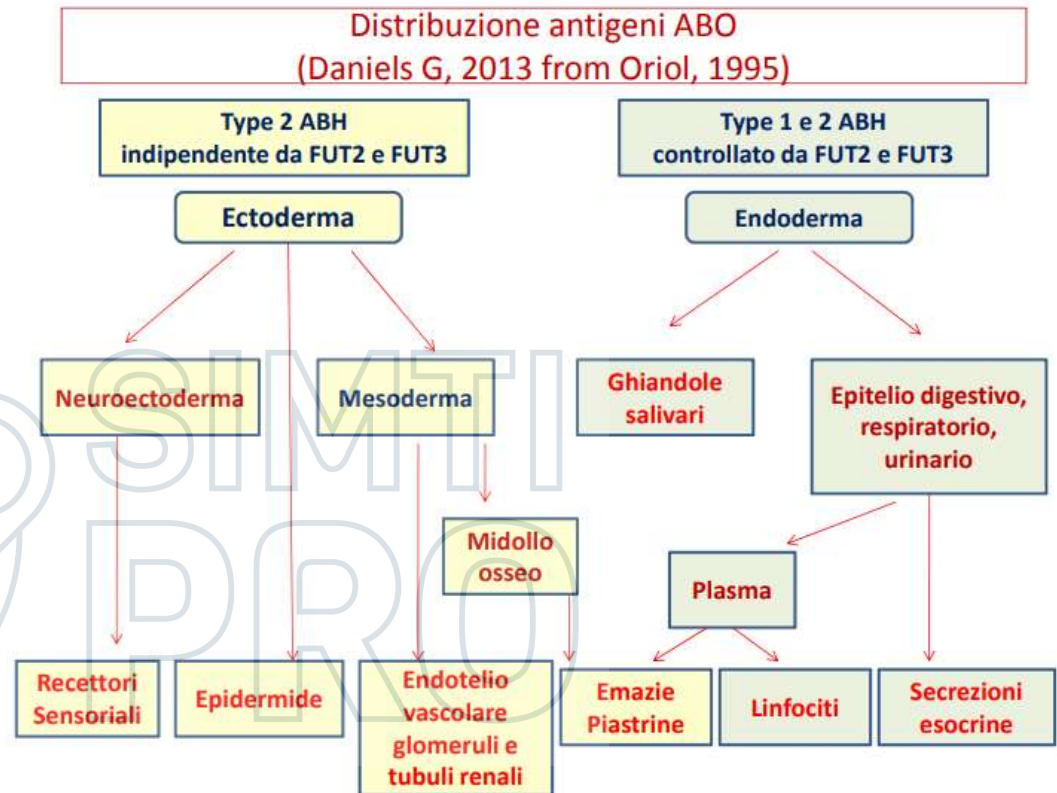 Distribuzione antigeni ABO
(Daniels G, 2013 from Oriol, 1995)
Type 2 ABH
indipendente da FUT2 e FUT3
Type 1 e 2 ABH
controllato da FUT2 e FUT3
Ectoderma
Endoderma
Neuroectoderma
Mesoderma
Ghiandole
salivari
Epitelio digestivo,
respiratorio,
urinario
Midollo
osseo
Plasma
Recettori
Sensoriali
Epidermide
Endotelio
vascolare
glomeruli e
tubuli renali
Emazie
Piastrine
Linfociti
Secrezioni
esocrine
SIMTI
PRO